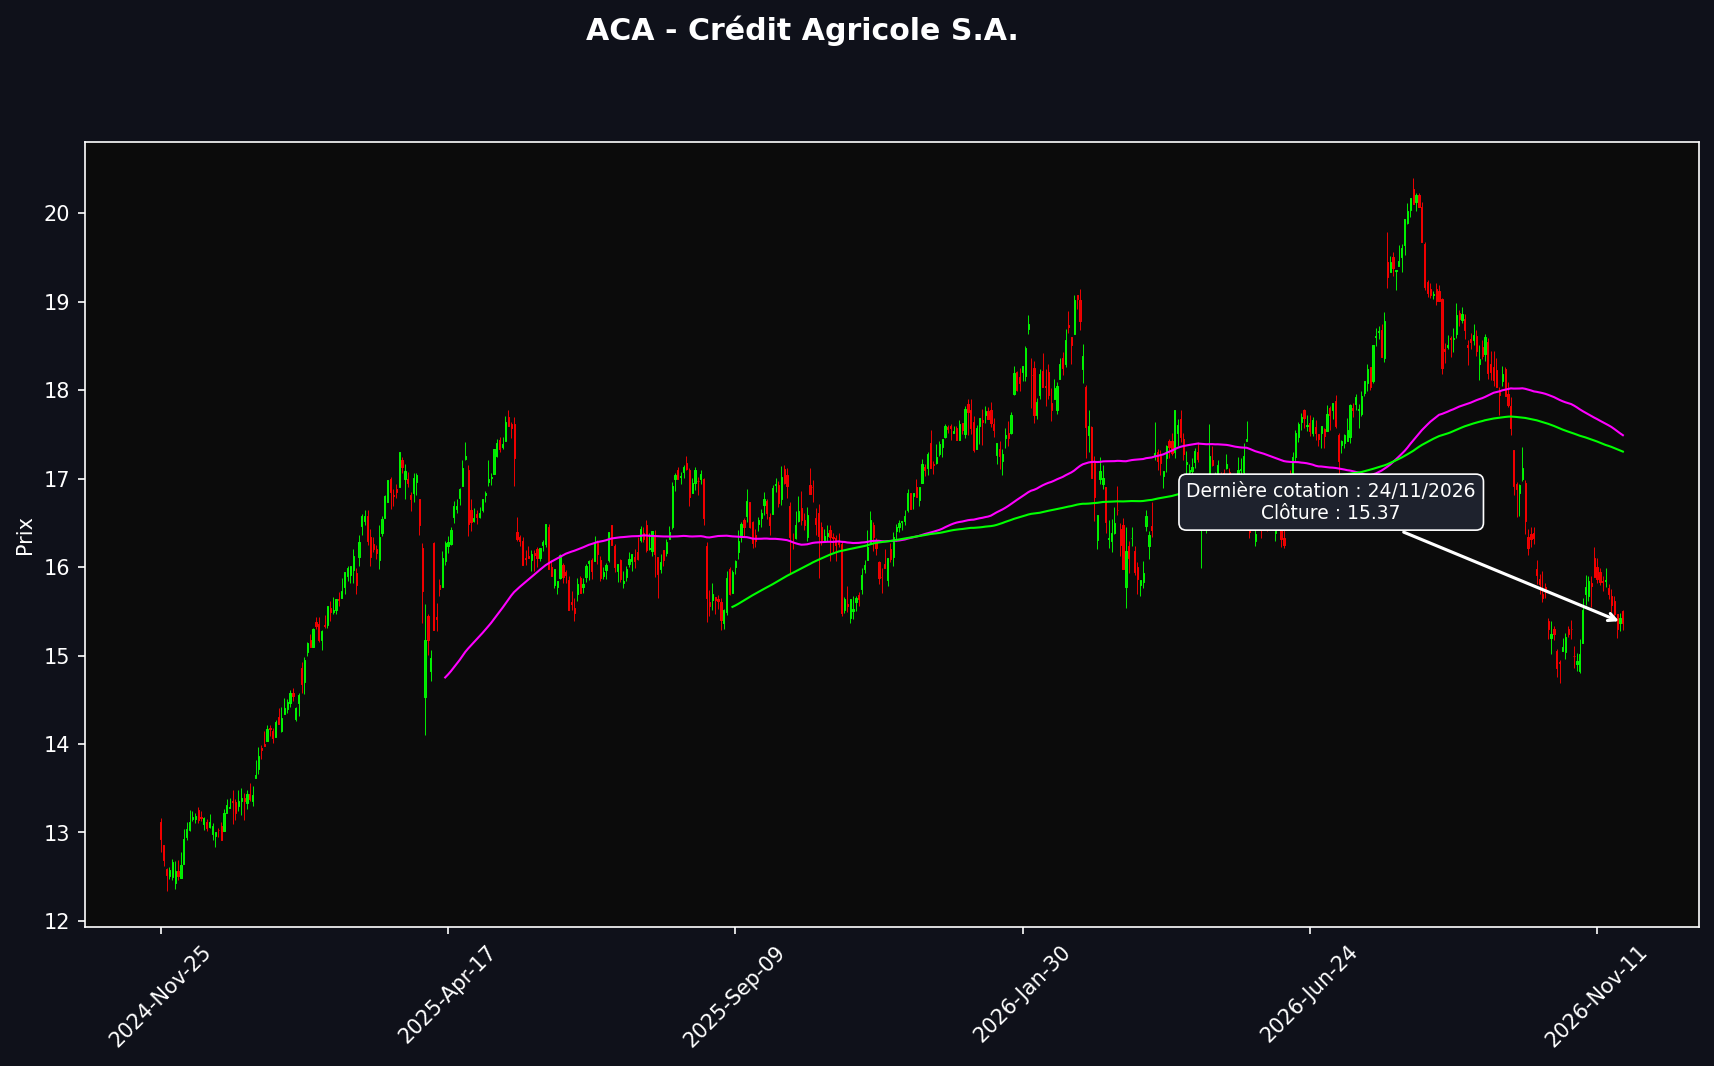 ACA - Crédit Agricole S.A.
Prix
20
19
18
17
16
15
14
13
12
Dernière cotation : 24/11/2026
Clôture : 15.37
2024-Nov-25
2025-Apr-17
2025-Sep-09
2026-Jan-30
2026-Jun-24
2026-Nov-11